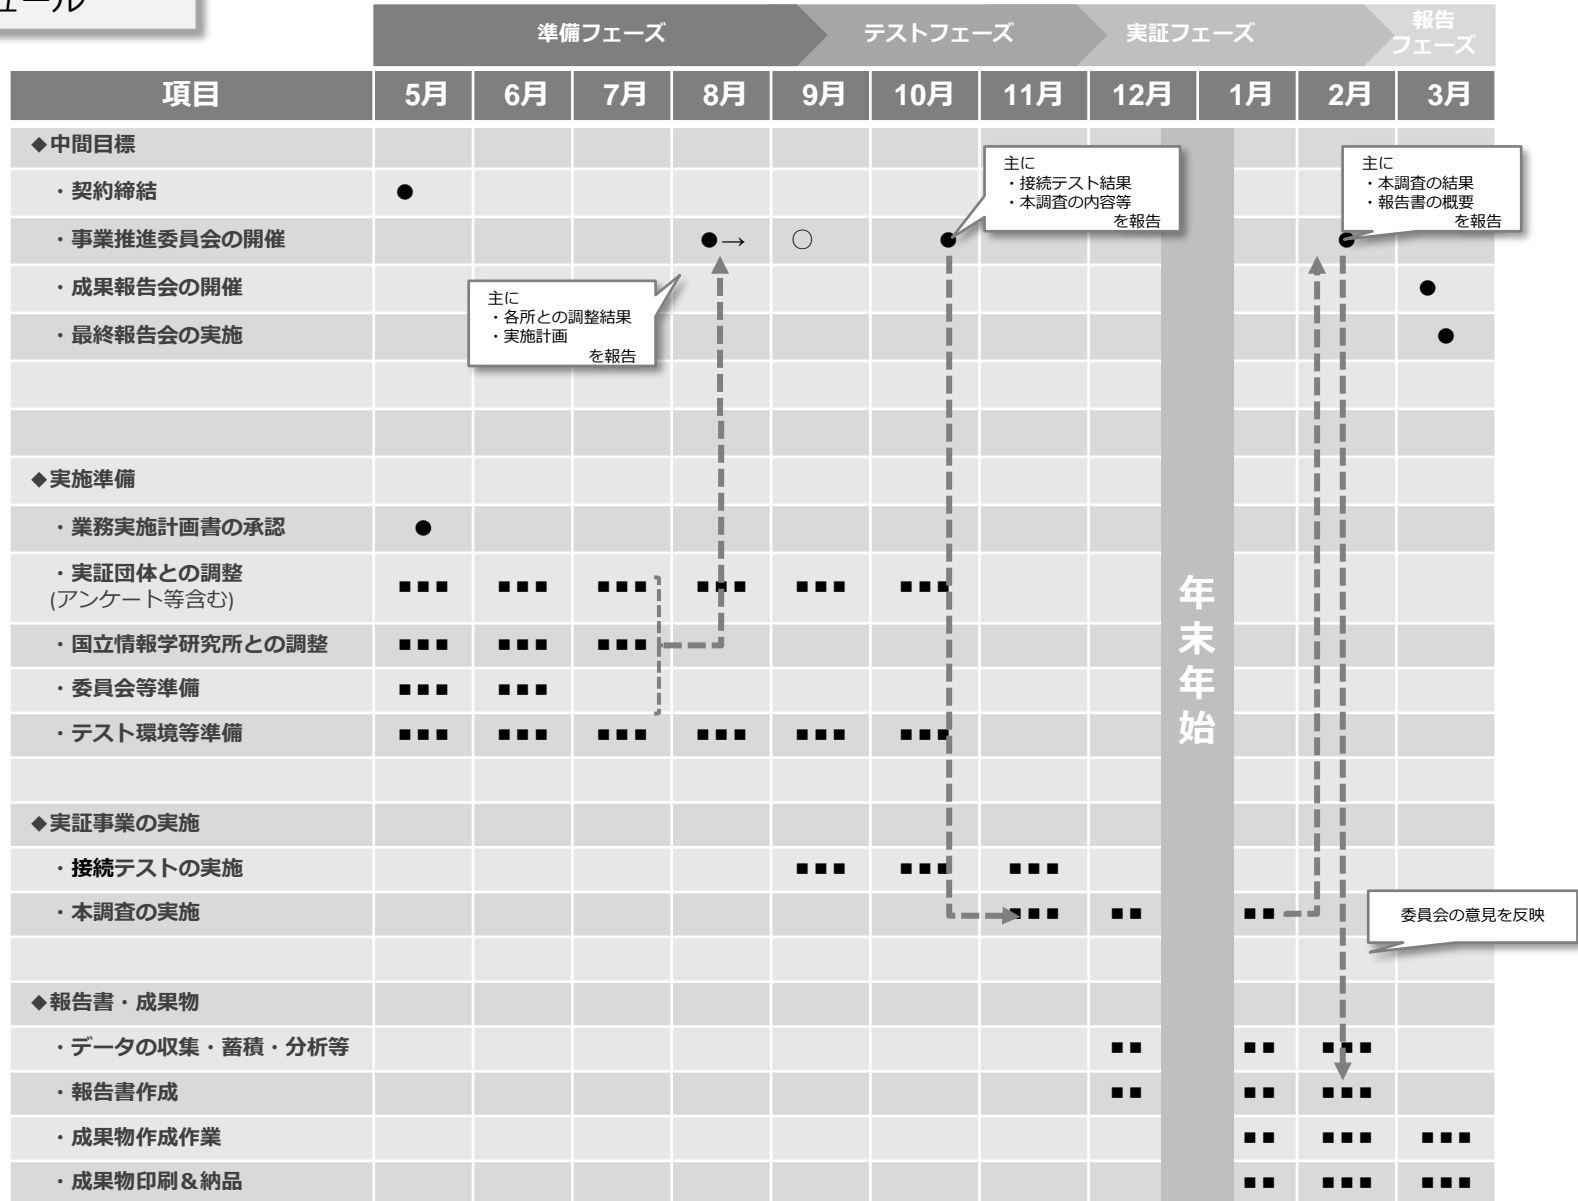 ュール
準備フェーズ
テストフェーズ
実証フェーズ
報告
フェーズ
項目 5月 6月 7月 8月 9月 10月 11月 12月 1月 2月 3月
◆中間目標
・契約締結 ●
・事業推進委員会の開催 ●→ ○ ● ●
・成果報告会の開催 ●
・最終報告会の実施 ●
主に
・接続テスト結果
・本調査の内容等
を報告
主に
・本調査の結果
・報告書の概要
を報告
主に
・各所との調整結果
・実施計画
を報告
◆実施準備
・業務実施計画書の承認 ●
・実証団体との調整 ■■■ ■■■ ■■■ ■■■ ■■■ ■■■
(アンケート等含む)
・国立情報学研究所との調整 ■■■ ■■■ ■■■
・委員会等準備 ■■■ ■■■
・テスト環境等準備 ■■■ ■■■ ■■■ ■■■ ■■■ ■■■
年末年始
◆実証事業の実施
・接続テストの実施 ■■■ ■■■ ■■■
・本調査の実施 ■■■ ■■ ■■
委員会の意見を反映
◆報告書・成果物
・データの収集・蓄積・分析等 ■■ ■■ ■■■
・報告書作成 ■■ ■■ ■■■
・成果物作成作業 ■■ ■■■ ■■■
・成果物印刷&納品 ■■ ■■■ ■■■